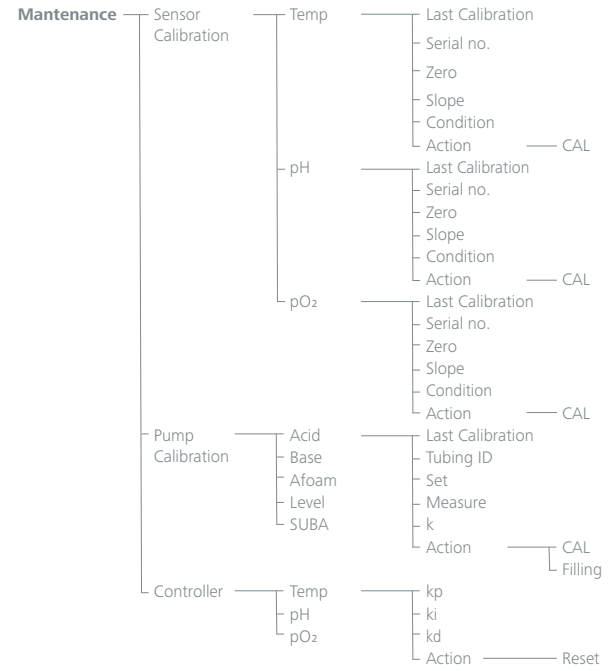 Mantenance Sensor Temp Last Calibration
Calibration
Serial no.
Zero
Slope
Condition
Action CAL
pH Last Calibration
Serial no.
Zero
Slope
Condition
Action CAL
pO₂ Last Calibration
Serial no.
Zero
Slope
Condition
Action CAL
Pump Acid Last Calibration
Calibration Base Tubing ID
Afoam Set
Level Measure
SUBA k
Action CAL
Filling
Controller Temp kp
pH ki
pO₂ kd
Action Reset